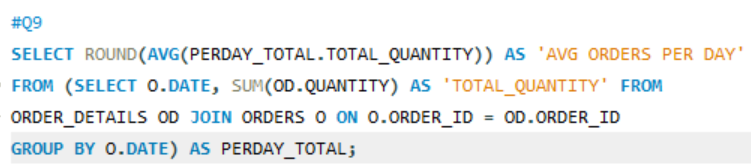 #Q9
SELECT ROUND(AVG(PERDAY_TOTAL.TOTAL_QUANTITY)) AS 'AVG ORDERS PER DAY'
FROM (SELECT O.DATE, SUM(OD.QUANTITY) AS 'TOTAL_QUANTITY' FROM
ORDER_DETAILS OD JOIN ORDERS O ON O.ORDER_ID = OD.ORDER_ID
GROUP BY O.DATE) AS PERDAY_TOTAL;